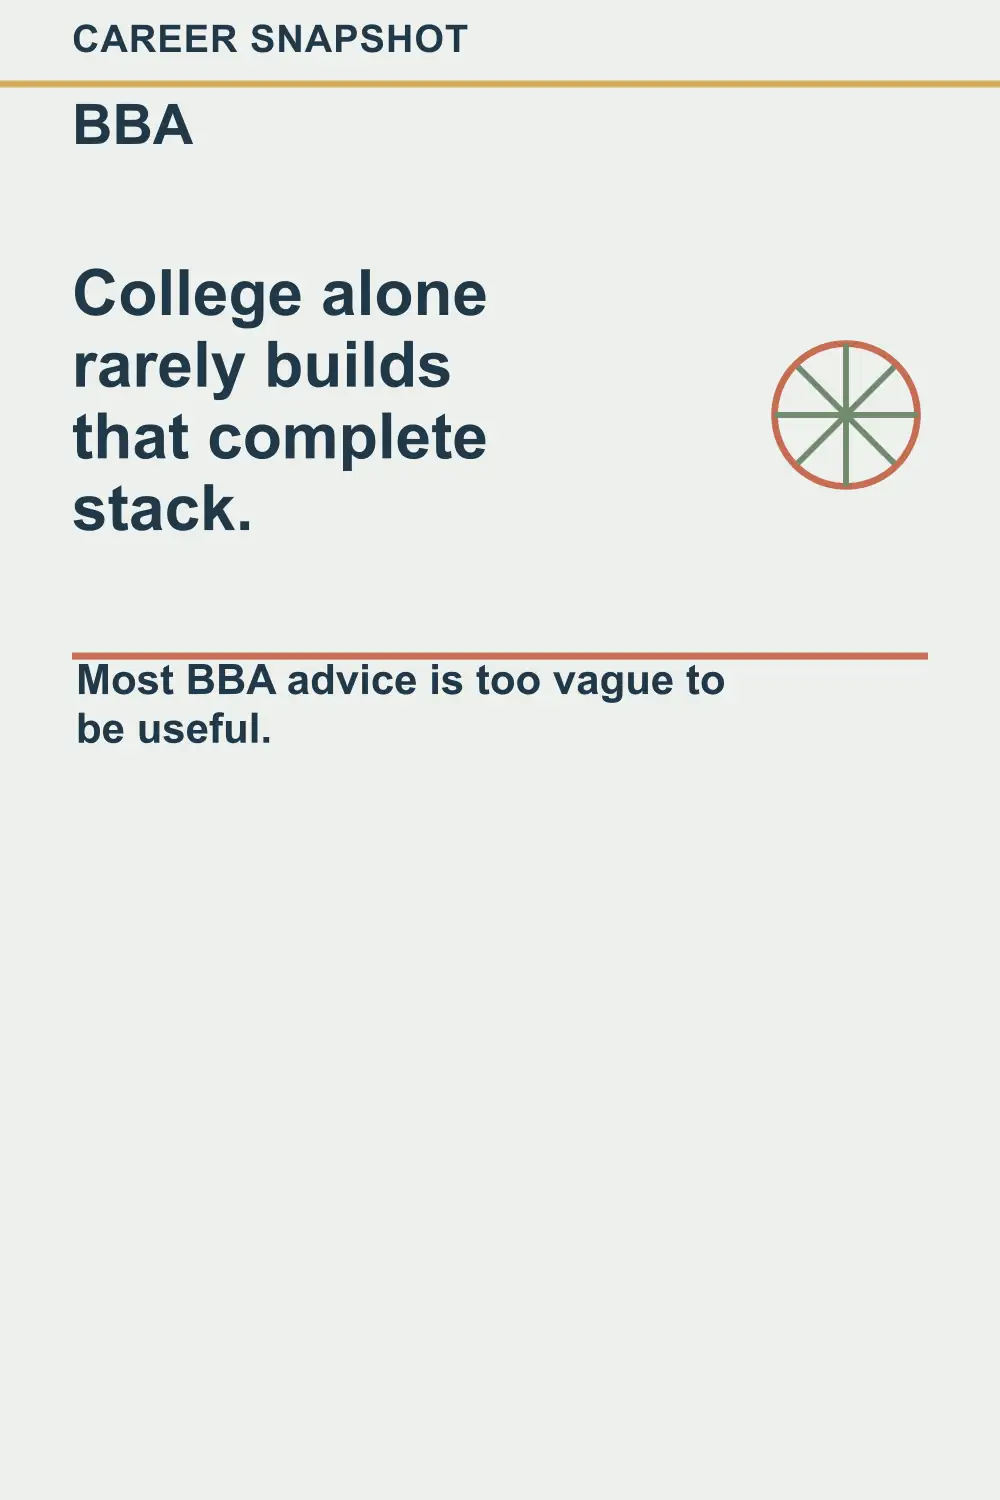 CAREER SNAPSHOT
BBA
College alone
rarely builds
that complete
stack.
Most BBA advice is too vague to
be useful.